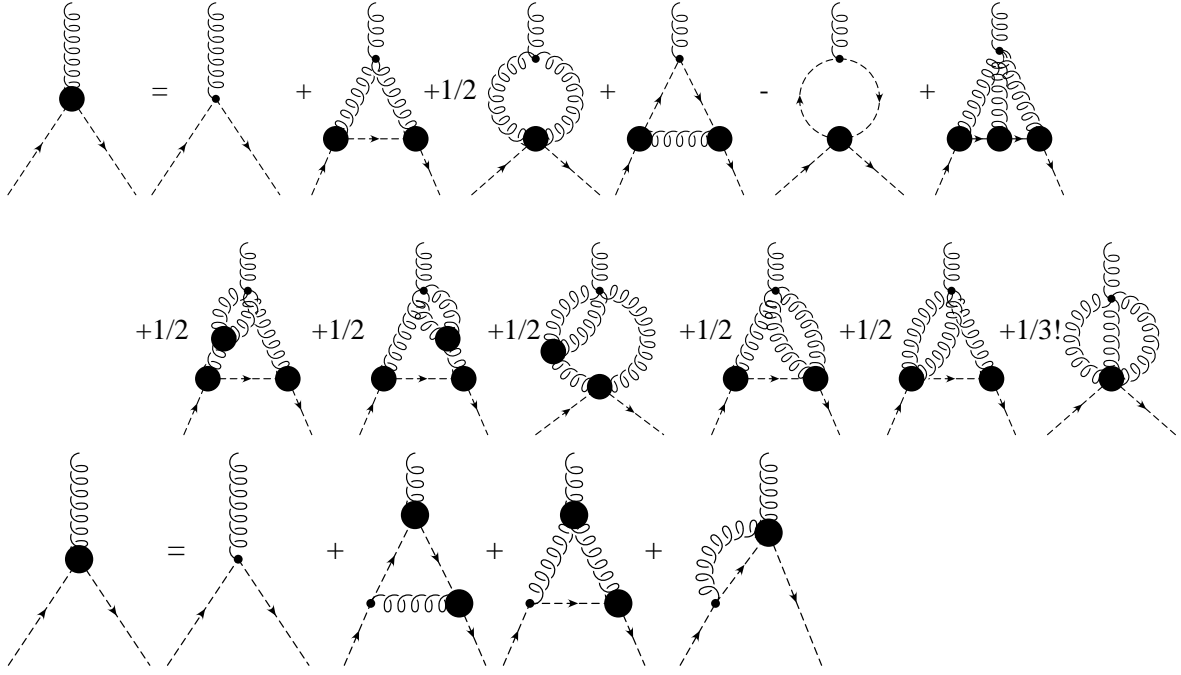 = + +1/2 + - +
+1/2 +1/2 +1/2 +1/2 +1/2 +1/3!
= + + +